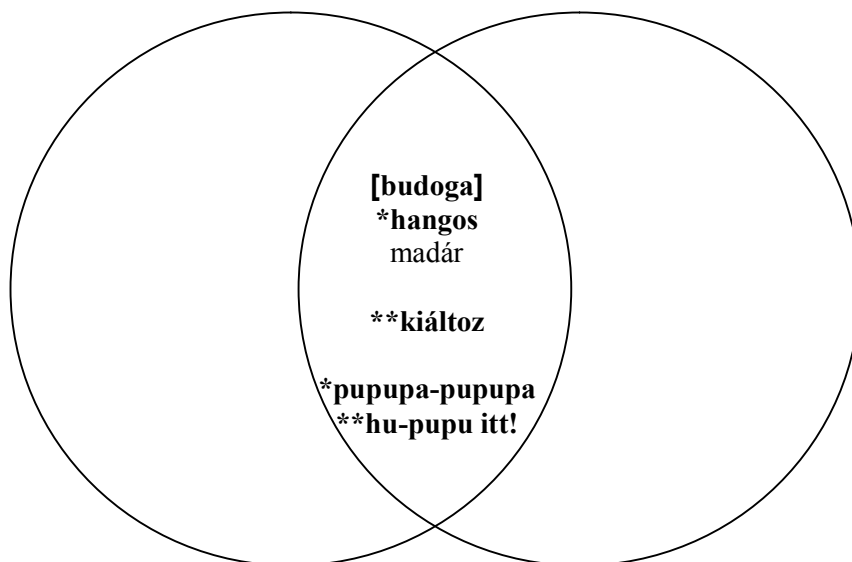 [budoga]
*hangos
madár
**kiáltoz
*pupupa-pupupa
**hu-pupu itt!